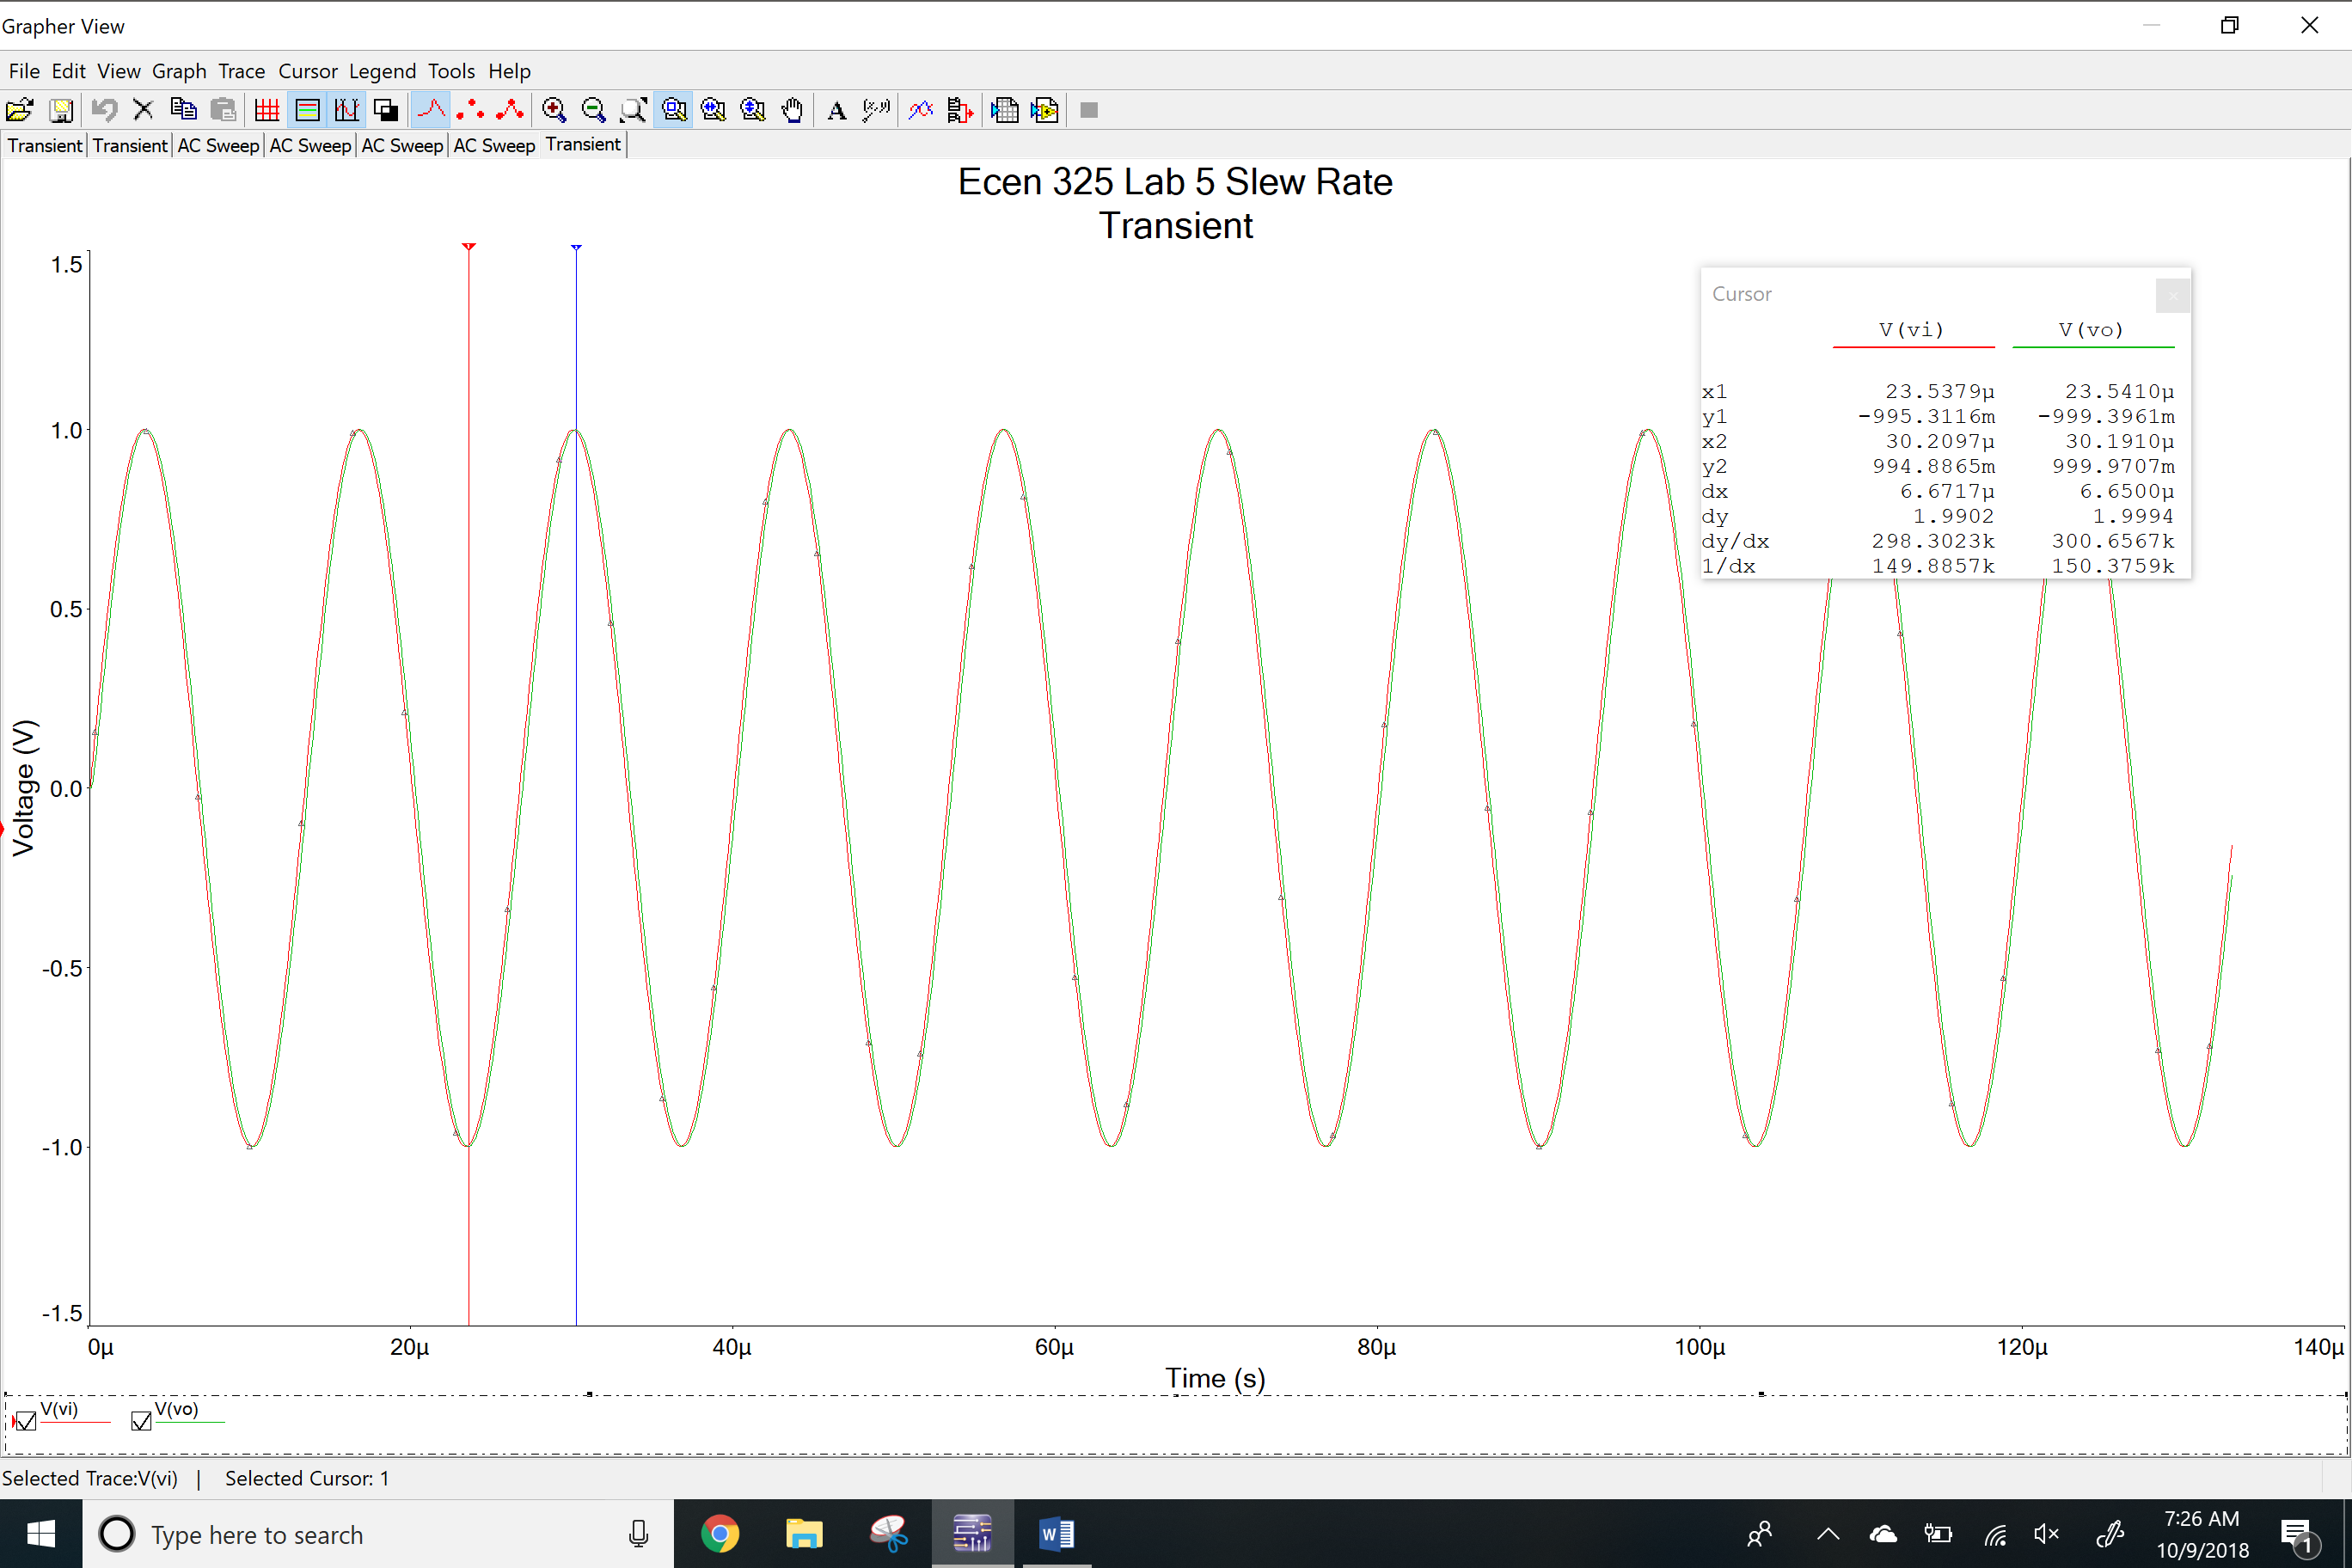 Grapher View
File Edit View Graph Trace Cursor Legend Tools Help
A (x,y)
Transient Transient AC Sweep AC Sweep AC Sweep AC Sweep Transient
Ecen 325 Lab 5 Slew Rate
Transient
Cursor
V(vi) V(vo)
x1 23.5379µ 23.5410µ
y1 -995.3116m -999.3961m
x2 30.2097µ 30.1910µ
y2 994.8865m 999.9707m
dx 6.6717µ 6.6500µ
dy 1.9902 1.9994
dy/dx 298.3023k 300.6567k
1/dx 149.8857k 150.3759k
1.5
1.0
0.5
0.0
-0.5
-1.0
-1.5
Voltage (V)
0µ 20µ 40µ 60µ 80µ 100µ 120µ 140µ
Time (s)
V(vi) V(vo)
Selected Trace:V(vi) | Selected Cursor: 1
Type here to search
W
7:26 AM
10/9/2018
1